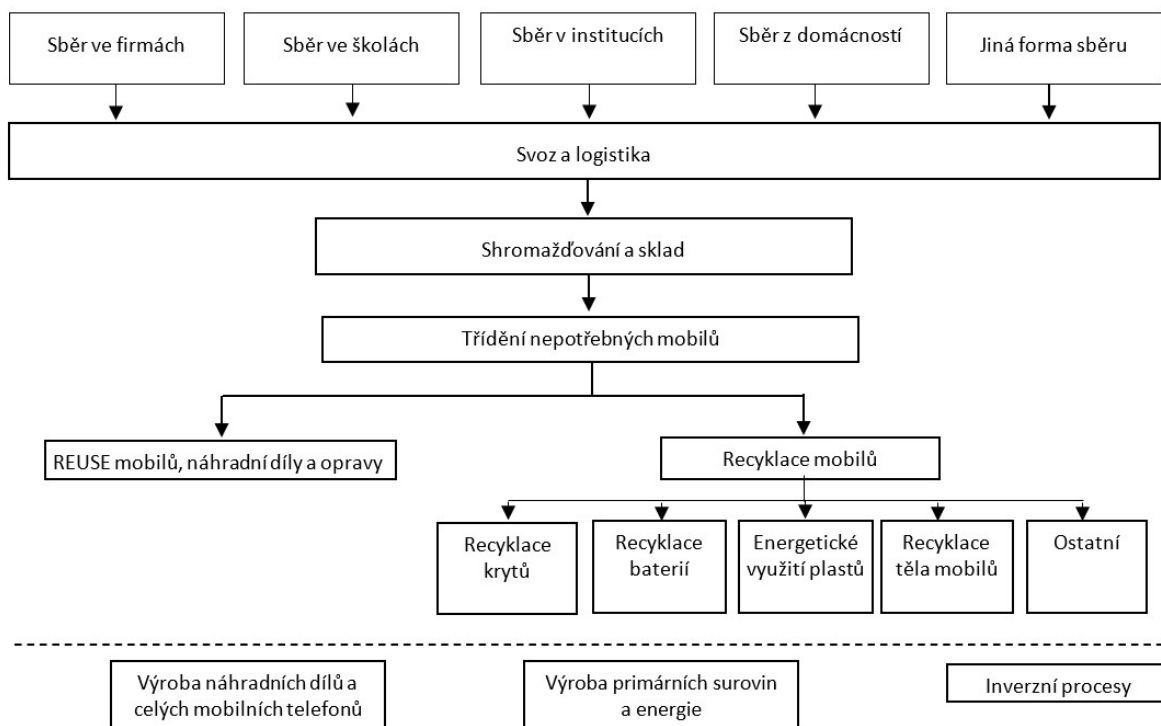 Sběr ve firmách
Sběr ve školách
Sběr v institucích
Sběr z domácností
Jiná forma sběru
Svoz a logistika
Shromažďování a sklad
Třídění nepotřebných mobilů
REUSE mobilů, náhradní díly a opravy
Recyklace mobilů
Recyklace
krytů
Recyklace
baterií
Energetické
využití plastů
Recyklace
těla mobilů
Ostatní
Výroba náhradních dílů a
celých mobilních telefonů
Výroba primárních surovin
a energie
Inverzní procesy